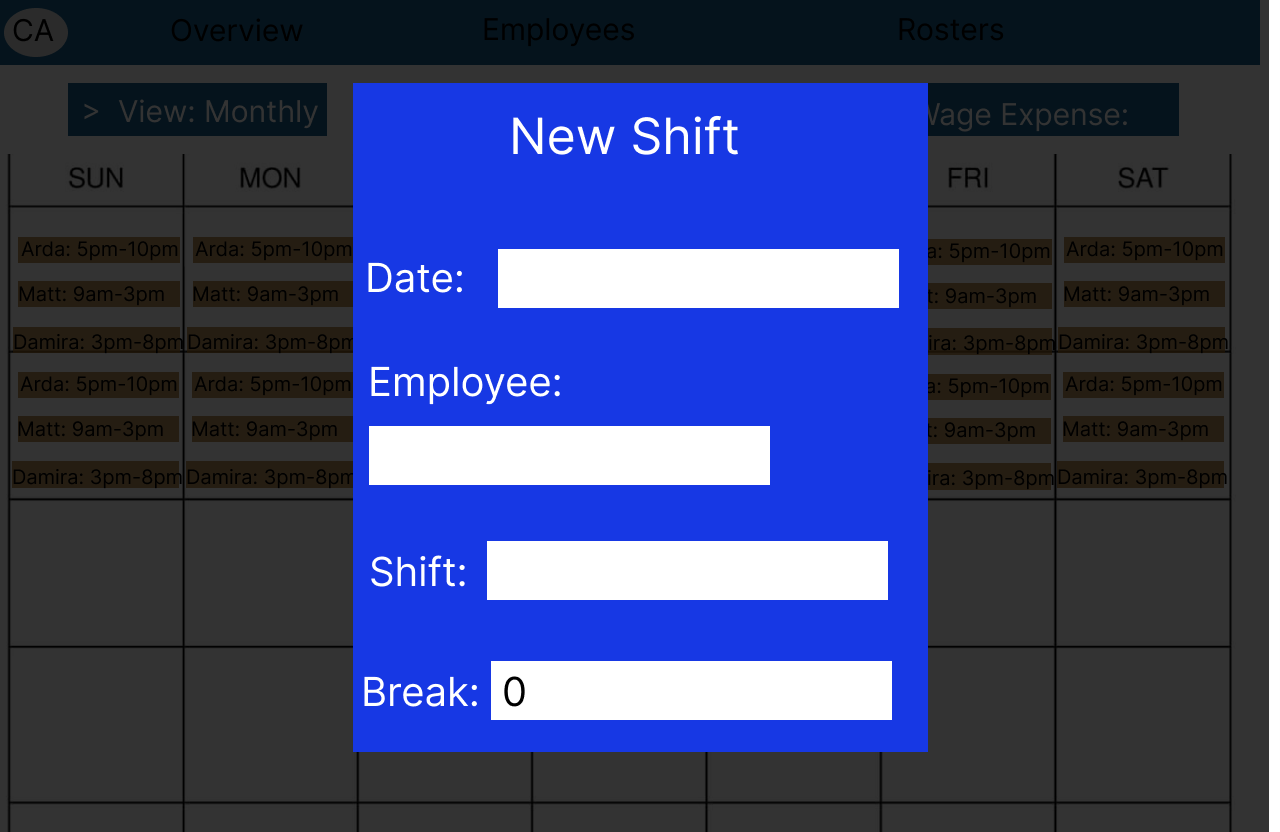 CA Overview Employees Rosters
> View: Monthly Wage Expense:
New Shift
SUN MON FRI SAT
Arda: 5pm-10pm Arda: 5pm-10pm a: 5pm-10pm Arda: 5pm-10pm
Date:
Matt: 9am-3pm Matt: 9am-3pm t: 9am-3pm Matt: 9am-3pm
Damira: 3pm-8pm Damira: 3pm-8pm ira: 3pm-8pm Damira: 3pm-8pm
Employee:
Arda: 5pm-10pm Arda: 5pm-10pm a: 5pm-10pm Arda: 5pm-10pm
Matt: 9am-3pm Matt: 9am-3pm t: 9am-3pm Matt: 9am-3pm
Damira: 3pm-8pm Damira: 3pm-8pm ira: 3pm-8pm Damira: 3pm-8pm
Shift:
Break: 0